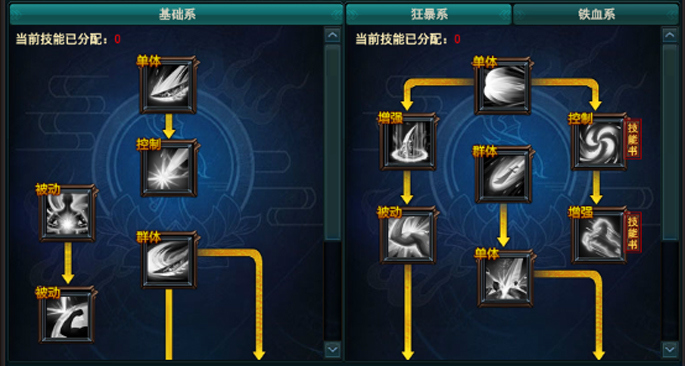 基础系
狂暴系
铁血系
当前技能已分配：0
当前技能已分配：0
单体
控制
被动
群体
被动
单体
增强
控制
技能书
群体
被动
增强
技能书
单体